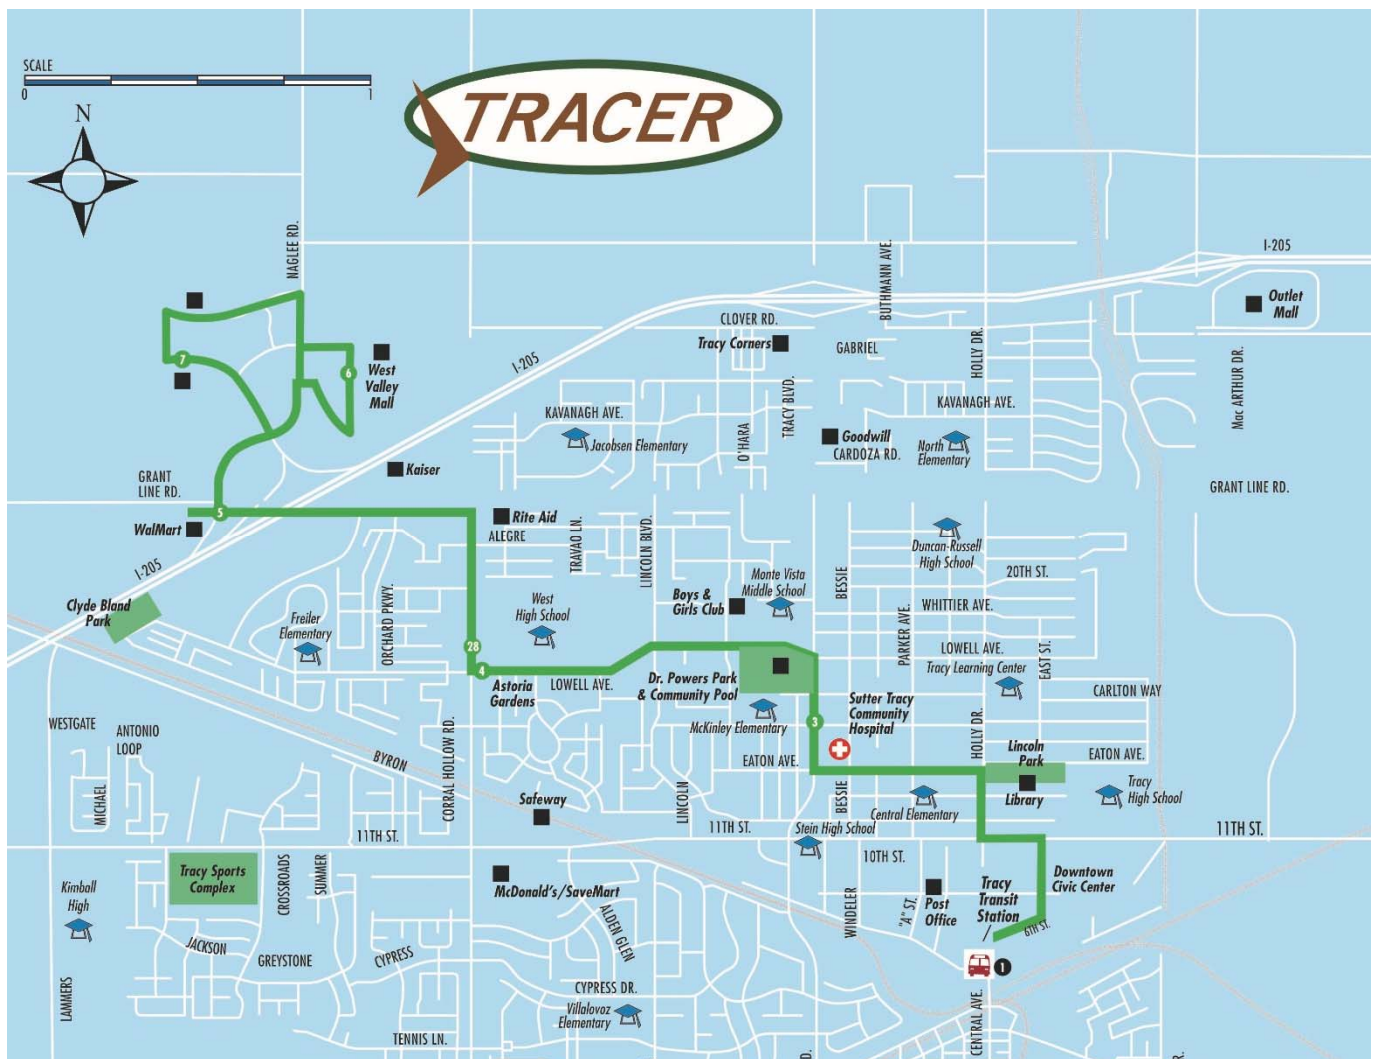 SCALE
0
1
N
TRACER
NAGLEE RD.
I-205
BUTHMANN AVE.
Outlet
Mall
CLOVER RD.
Tracy Corners
GABRIEL
HOLLY DR.
7
6
West
Valley
Mall
I-205
Mac ARTHUR DR.
TRACY BLVD.
KAVANAGH AVE.
KAVANAGH AVE.
Jacobsen Elementary
O'HARA
Goodwill
CARDOZA RD.
North
Elementary
Kaiser
GRANT
LINE RD.
GRANT LINE RD.
5
WalMart
Rite Aid
ALEGRE
TRAVAO LN.
LINCOLN BLVD.
Duncan-Russell
High School
I-205
20TH ST.
Monte Vista
Middle School
BESSIE
Boys &
Girls Club
WHITTIER AVE.
Clyde Bland
Park
Freiler
Elementary
ORCHARD PKWY.
West
High School
PARKER AVE.
28
4
LOWELL AVE.
EAST ST.
Tracy Learning Center
Astoria
Gardens
LOWELL AVE.
Dr. Powers Park
& Community Pool
Sutter Tracy
Community
Hospital
CARLTON WAY
McKinley Elementary
3
HOLLY DR.
WESTGATE
ANTONIO
LOOP
BYRON
CORRAL HOLLOW RD.
EATON AVE.
Lincoln
Park
EATON AVE.
MICHAEL
Safeway
LINCOLN
BESSIE
Central Elementary
Library
Tracy
High School
11TH ST.
11TH ST.
Stein High School
11TH ST.
10TH ST.
Tracy Sports
Complex
CROSSROADS
SUMMER
McDonald's/SaveMart
Downtown
Civic Center
Tracy
Transit
Station
Kimball
High
WINDELER
"A" ST.
Post
Office
6TH ST.
ALDEN GLEN
JACKSON
GREYSTONE
CYPRESS
1
LAMMERS
CYPRESS DR.
Villalovoz
Elementary
CENTRAL AVE.
TENNIS LN.
D.
R.